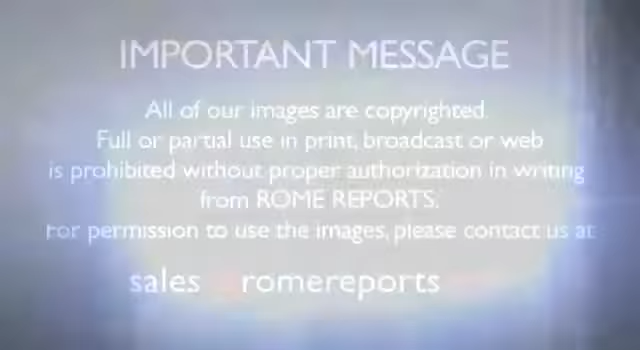 IMPORTANT MESSAGE
All of our images are copyrighted.
Full or partial use in print, broadcast or web
is prohibited without proper authorization in writing
from ROME REPORTS.
For permission to use the images, please contact us at
sales romereports